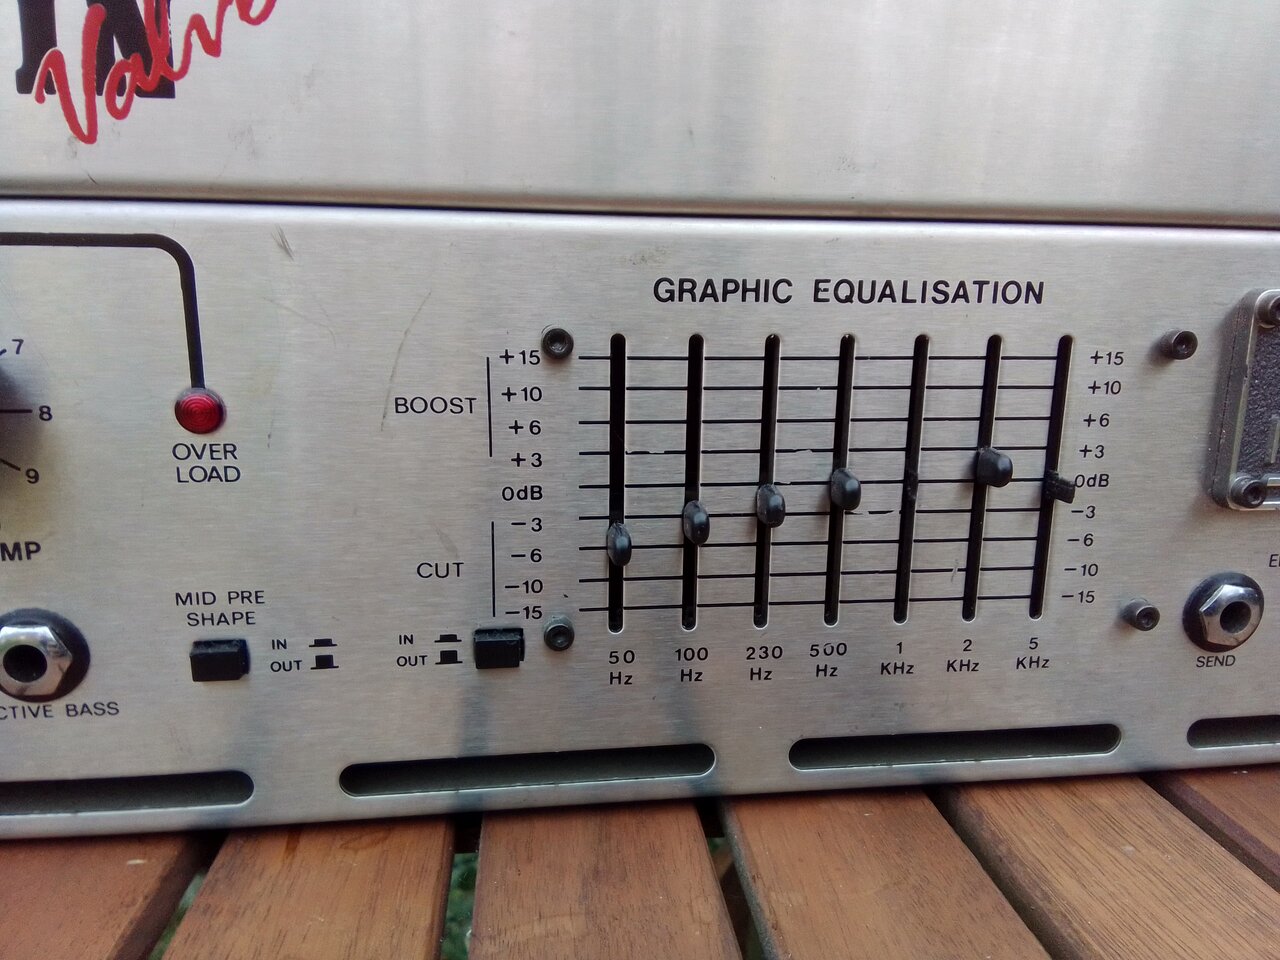 Valve
GRAPHIC EQUALISATION
7
8
9
OVER
LOAD
BOOST
+15
+10
+6
+3
0dB
-3
-6
-10
-15
CUT
+15
+10
+6
+3
0dB
-3
-6
-10
-15
MID PRE
SHAPE
IN
OUT
IN
OUT
50
Hz
100
Hz
230
Hz
500
Hz
1
KHz
2
KHz
5
KHz
SEND
BASS